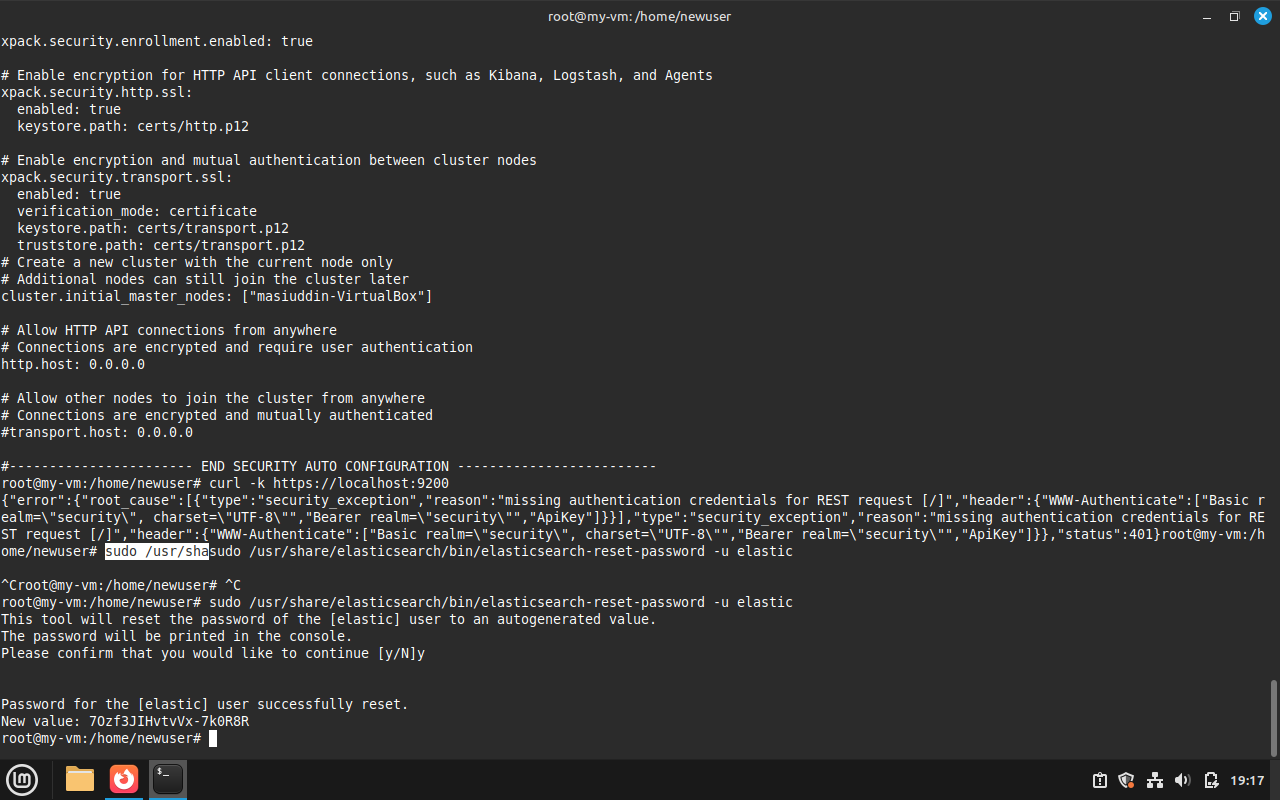 root@my-vm: /home/newuser
xpack.security.enrollment.enabled: true
# Enable encryption for HTTP API client connections, such as Kibana, Logstash, and Agents
xpack.security.http.ssl:
  enabled: true
  keystore.path: certs/http.p12
# Enable encryption and mutual authentication between cluster nodes
xpack.security.transport.ssl:
  enabled: true
  verification_mode: certificate
  keystore.path: certs/transport.p12
  truststore.path: certs/transport.p12
# Create a new cluster with the current node only
# Additional nodes can still join the cluster later
cluster.initial_master_nodes: ["masiuddin-VirtualBox"]
# Allow HTTP API connections from anywhere
# Connections are encrypted and require user authentication
http.host: 0.0.0.0
# Allow other nodes to join the cluster from anywhere
# Connections are encrypted and mutually authenticated
#transport.host: 0.0.0.0
#----------------------- END SECURITY AUTO CONFIGURATION -------------------------
root@my-vm:/home/newuser# curl -k https://localhost:9200
{"error":{"root_cause":[{"type":"security_exception","reason":"missing authentication credentials for REST request [/]","header":{"WWW-Authenticate":["Basic r
ealm=\"security\", charset=\"UTF-8\"","Bearer realm=\"security\"","ApiKey"]}}],"type":"security_exception","reason":"missing authentication credentials for RE
ST request [/]","header":{"WWW-Authenticate":["Basic realm=\"security\", charset=\"UTF-8\"","Bearer realm=\"security\"","ApiKey"]}},"status":401}root@my-vm:/h
ome/newuser# sudo /usr/shasudo /usr/share/elasticsearch/bin/elasticsearch-reset-password -u elastic
^Croot@my-vm:/home/newuser# ^C
root@my-vm:/home/newuser# sudo /usr/share/elasticsearch/bin/elasticsearch-reset-password -u elastic
This tool will reset the password of the [elastic] user to an autogenerated value.
The password will be printed in the console.
Please confirm that you would like to continue [y/N]y
Password for the [elastic] user successfully reset.
New value: 7Ozf3JIHvtvVx-7k0R8R
root@my-vm:/home/newuser#
19:17